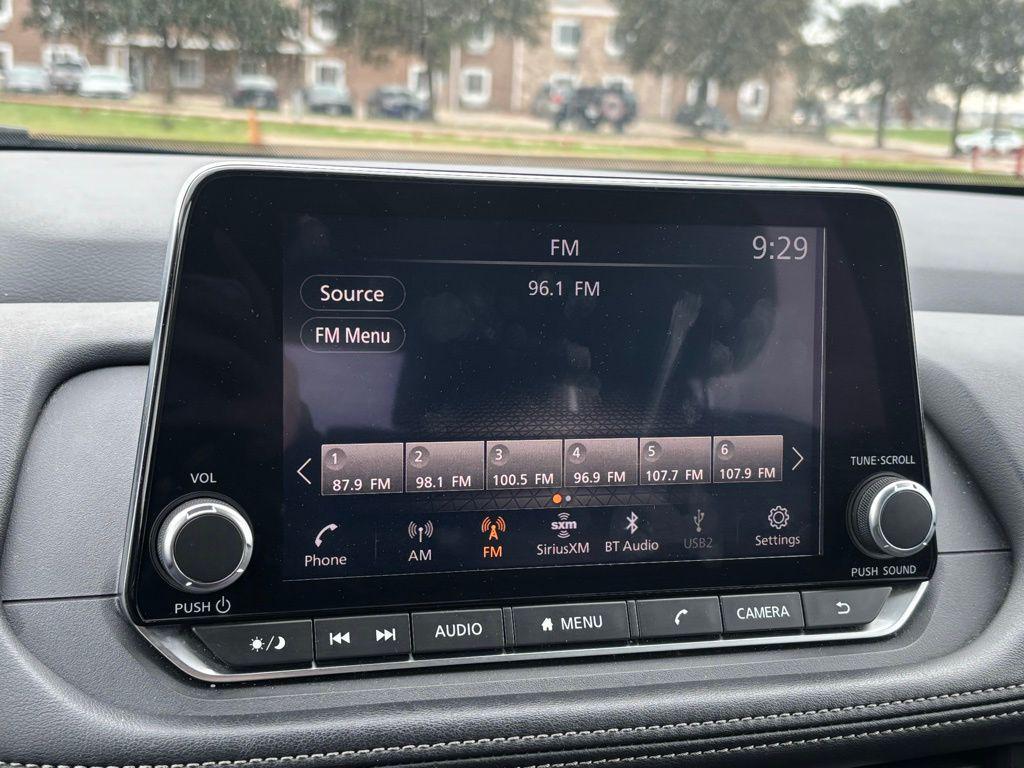 FM
9:29
Source
96.1 FM
FM Menu
1 2 3 4 5 6
87.9 FM 98.1 FM 100.5 FM 96.9 FM 107.7 FM 107.9 FM
VOL
TUNE·SCROLL
sxm
Phone AM FM SiriusXM BT Audio USB2 Settings
PUSH
PUSH SOUND
AUDIO MENU CAMERA